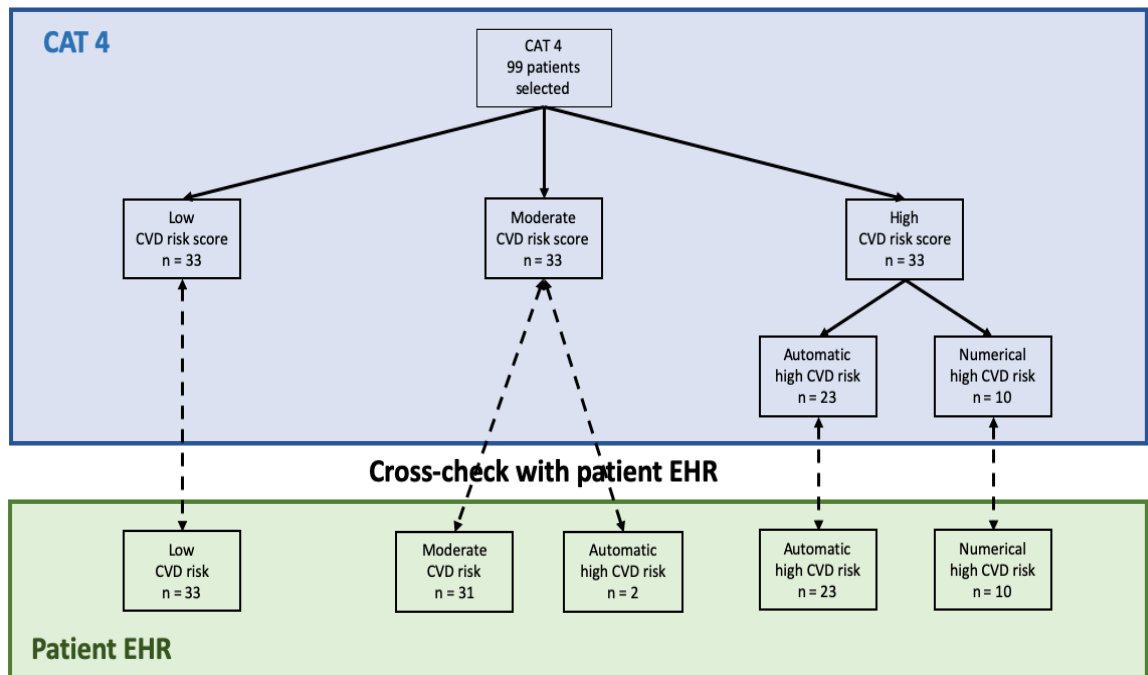 CAT 4
CAT 4
99 patients
selected
Low
CVD risk score
n = 33
Moderate
CVD risk score
n = 33
High
CVD risk score
n = 33
Automatic
high CVD risk
n = 23
Numerical
high CVD risk
n = 10
Cross-check with patient EHR
Low
CVD risk
n = 33
Moderate
CVD risk
n = 31
Automatic
high CVD risk
n = 2
Automatic
high CVD risk
n = 23
Numerical
high CVD risk
n = 10
Patient EHR